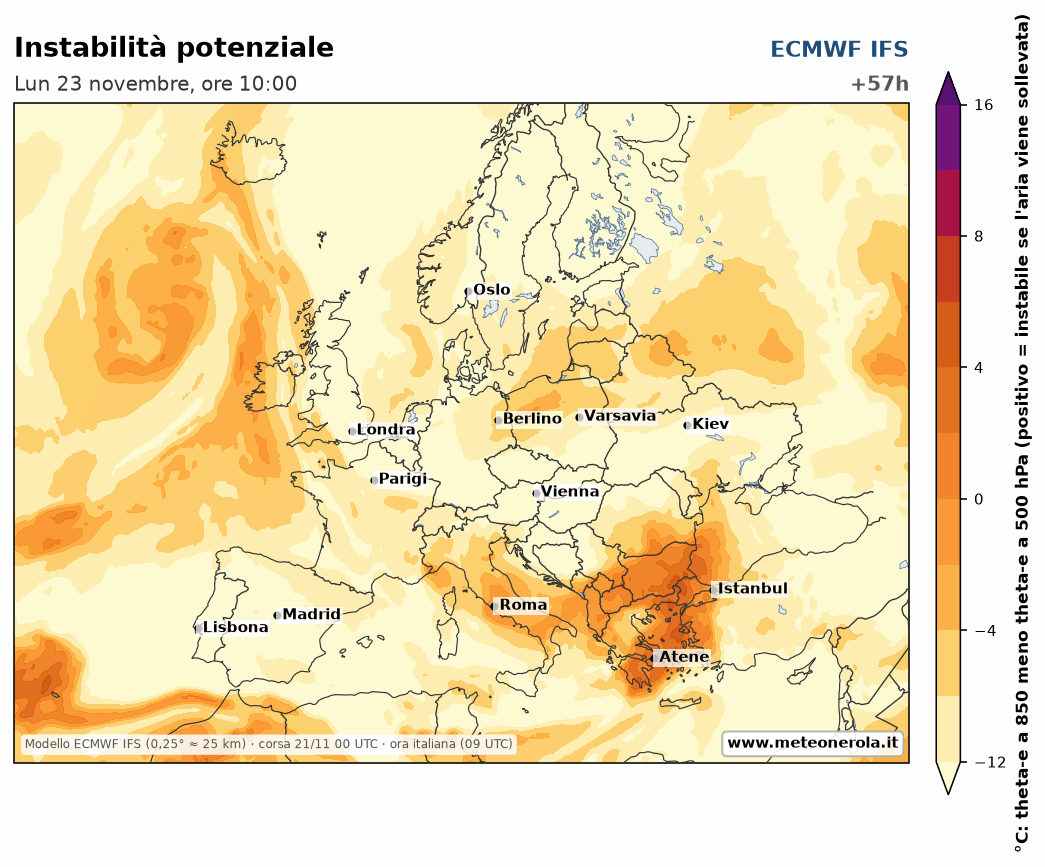 Instabilità potenziale
ECMWF IFS
Lun 23 novembre, ore 10:00
+57h
Oslo
Berlino
Varsavia
Kiev
Londra
Parigi
Vienna
Istanbul
Roma
Madrid
Lisbona
Atene
Modello ECMWF IFS (0,25° ≈ 25 km) · corsa 21/11 00 UTC · ora italiana (09 UTC)
www.meteonerola.it
16
8
4
0
−4
−12
°C: theta-e a 850 meno theta-e a 500 hPa (positivo = instabile se l'aria viene sollevata)